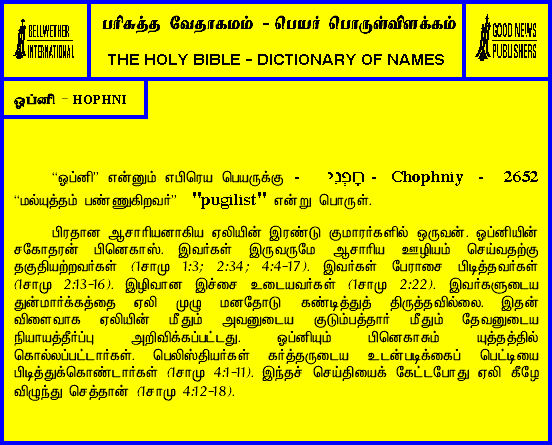 BELLWETHER
INTERNATIONAL
பரிசுத்த வேதாகமம் - பெயர் பொருள்விளக்கம்
THE HOLY BIBLE - DICTIONARY OF NAMES
GOOD NEWS
PUBLISHERS
ஓப்னி - HOPHNI
“ஓப்னி” என்னும் எபிரெய பெயருக்கு - חָפְנִי - Chophniy - 2652
“மல்யுத்தம் பண்ணுகிறவர்” "pugilist" என்று பொருள்.
பிரதான ஆசாரியனாகிய ஏலியின் இரண்டு குமாரர்களில் ஒருவன். ஓப்னியின்
சகோதரன் பினெகாஸ். இவர்கள் இருவருமே ஆசாரிய ஊழியம் செய்வதற்கு
தகுதியற்றவர்கள் (1சாமு 1:3; 2:34; 4:4-17). இவர்கள் பேராசை பிடித்தவர்கள்
(1சாமு 2:13-16). இழிவான இச்சை உடையவர்கள் (1சாமு 2:22). இவர்களுடைய
துன்மார்க்கத்தை ஏலி முழு மனதோடு கண்டித்துத் திருத்தவில்லை. இதன்
விளைவாக ஏலியின் மீதும் அவனுடைய குடும்பத்தார் மீதும் தேவனுடைய
நியாயத்தீர்ப்பு அறிவிக்கப்பட்டது. ஓப்னியும் பினெகாசும் யுத்தத்தில்
கொல்லப்பட்டார்கள். பெலிஸ்தியர்கள் கர்த்தருடைய உடன்படிக்கைப் பெட்டியை
பிடித்துக்கொண்டார்கள் (1சாமு 4:1-11). இந்தச் செய்தியைக் கேட்டபோது ஏலி கீழே
விழுந்து செத்தான் (1சாமு 4:12-18).